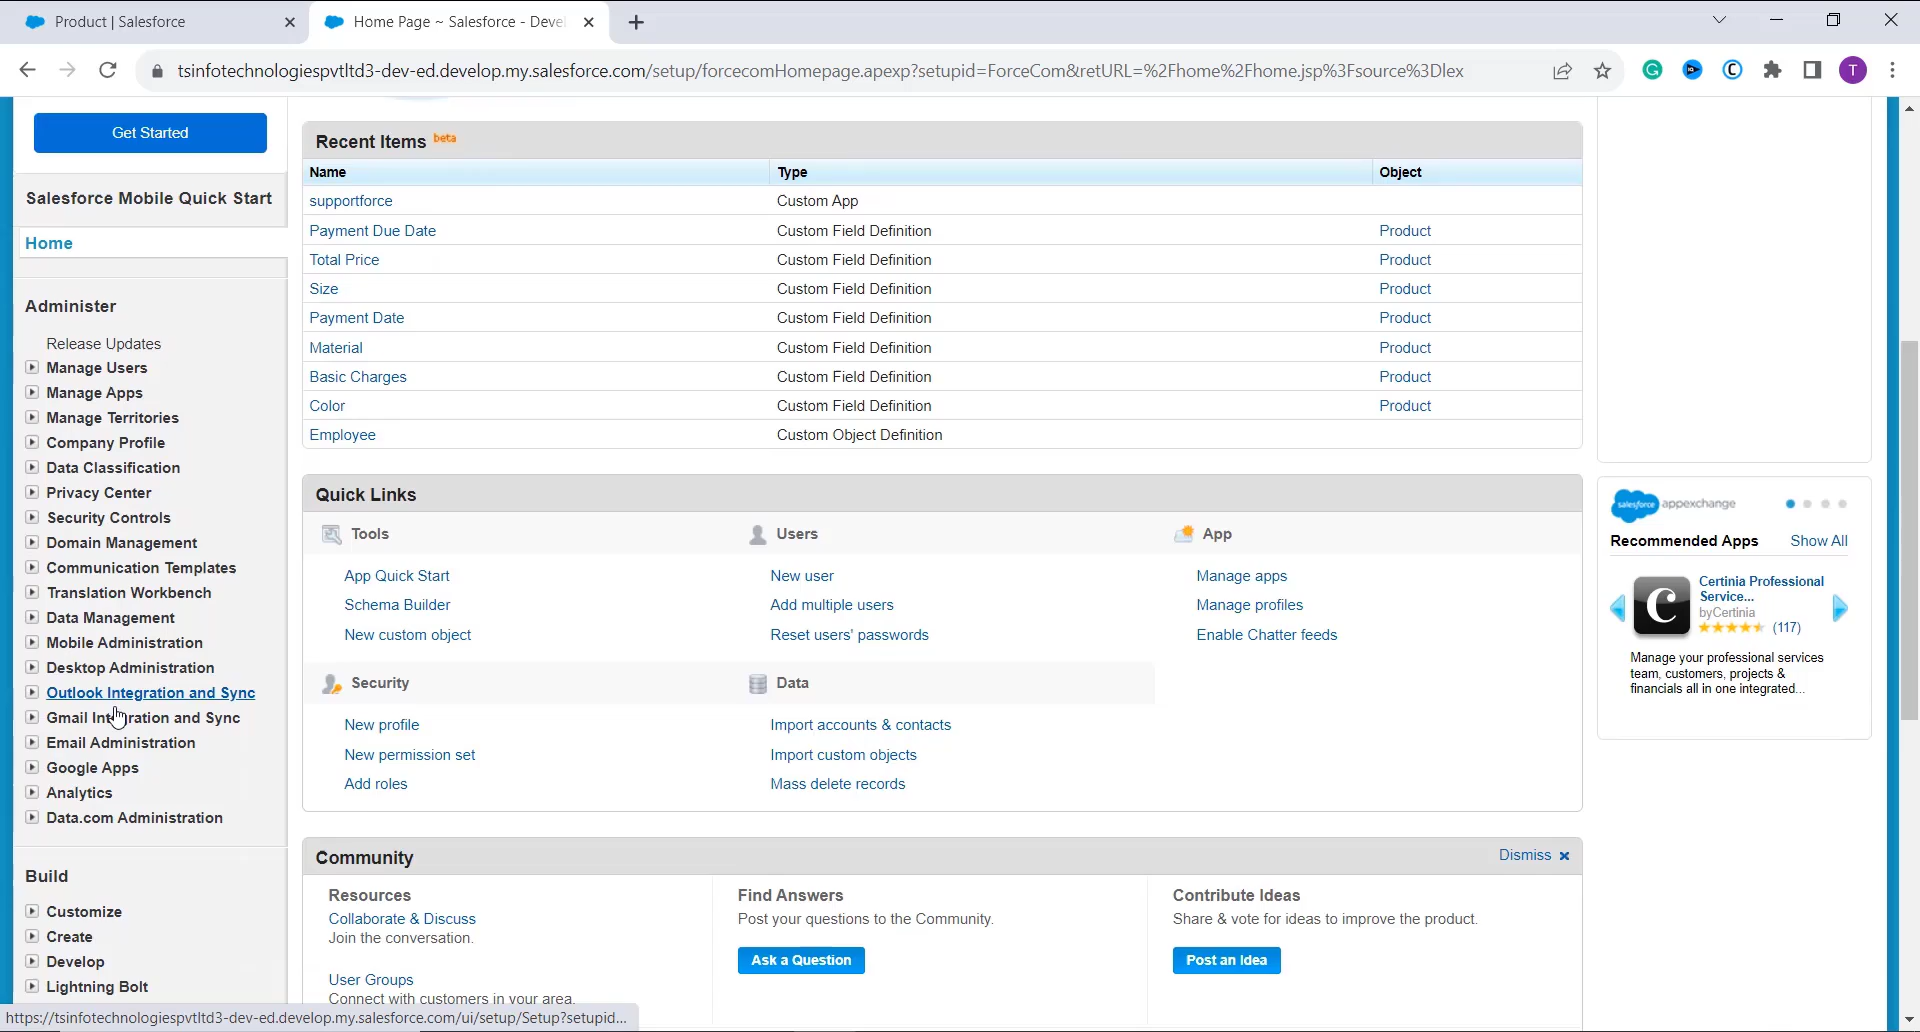 Product | Salesforce
Home Page ~ Salesforce - Deve
tsinfotechnologiespvtltd3-dev-ed.develop.my.salesforce.com/setup/forcecomHomepage.apexp?setupid=ForceCom&retURL=%2Fhome%2Fhome.jsp%3Fsource%3Dlex
T
Get Started
Salesforce Mobile Quick Start
Home
Administer
Release Updates
Manage Users
Manage Apps
Manage Territories
Company Profile
Data Classification
Privacy Center
Security Controls
Domain Management
Communication Templates
Translation Workbench
Data Management
Mobile Administration
Desktop Administration
Outlook Integration and Sync
Gmail Integration and Sync
Email Administration
Google Apps
Analytics
Data.com Administration
Build
Customize
Create
Develop
Lightning Bolt
https://tsinfotechnologiespvtltd3-dev-ed.develop.my.salesforce.com/ui/setup/Setup?setupid...
Recent Items beta
Name Type Object
supportforce Custom App
Payment Due Date Custom Field Definition Product
Total Price Custom Field Definition Product
Size Custom Field Definition Product
Payment Date Custom Field Definition Product
Material Custom Field Definition Product
Basic Charges Custom Field Definition Product
Color Custom Field Definition Product
Employee Custom Object Definition
Quick Links
Tools
App Quick Start
Schema Builder
New custom object
Users
New user
Add multiple users
Reset users' passwords
App
Manage apps
Manage profiles
Enable Chatter feeds
Security
New profile
New permission set
Add roles
Data
Import accounts & contacts
Import custom objects
Mass delete records
Community
Dismiss
Resources
Collaborate & Discuss
Join the conversation.
User Groups
Connect with customers in your area.
Find Answers
Post your questions to the Community.
Ask a Question
Contribute Ideas
Share & vote for ideas to improve the product.
Post an Idea
salesforce appexchange
Recommended Apps Show All
C
Certinia Professional
Service...
byCertinia
(117)
Manage your professional services
team, customers, projects &
financials all in one integrated...